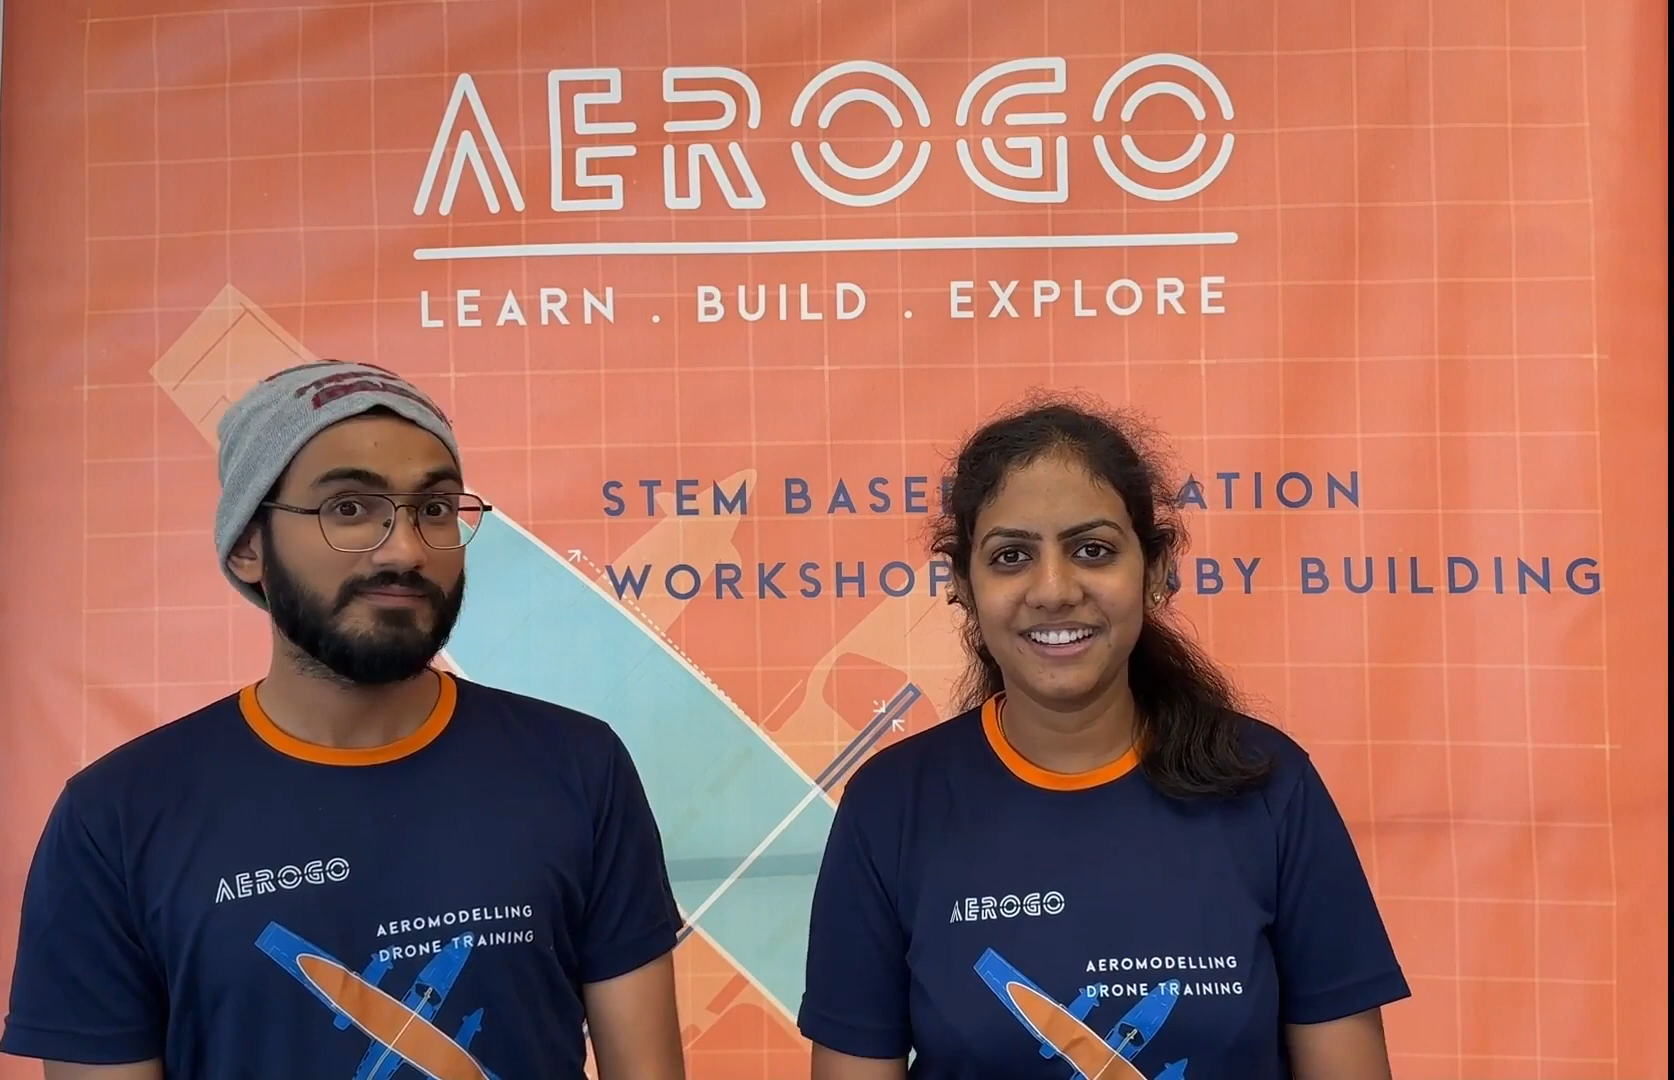 AEROGO
LEARN . BUILD . EXPLORE
STEM BASE ATION
WORKSHOP BY BUILDING
AEROGO
AEROMODELLING
DRONE TRAINING
AEROGO
AEROMODELLING
DRONE TRAINING